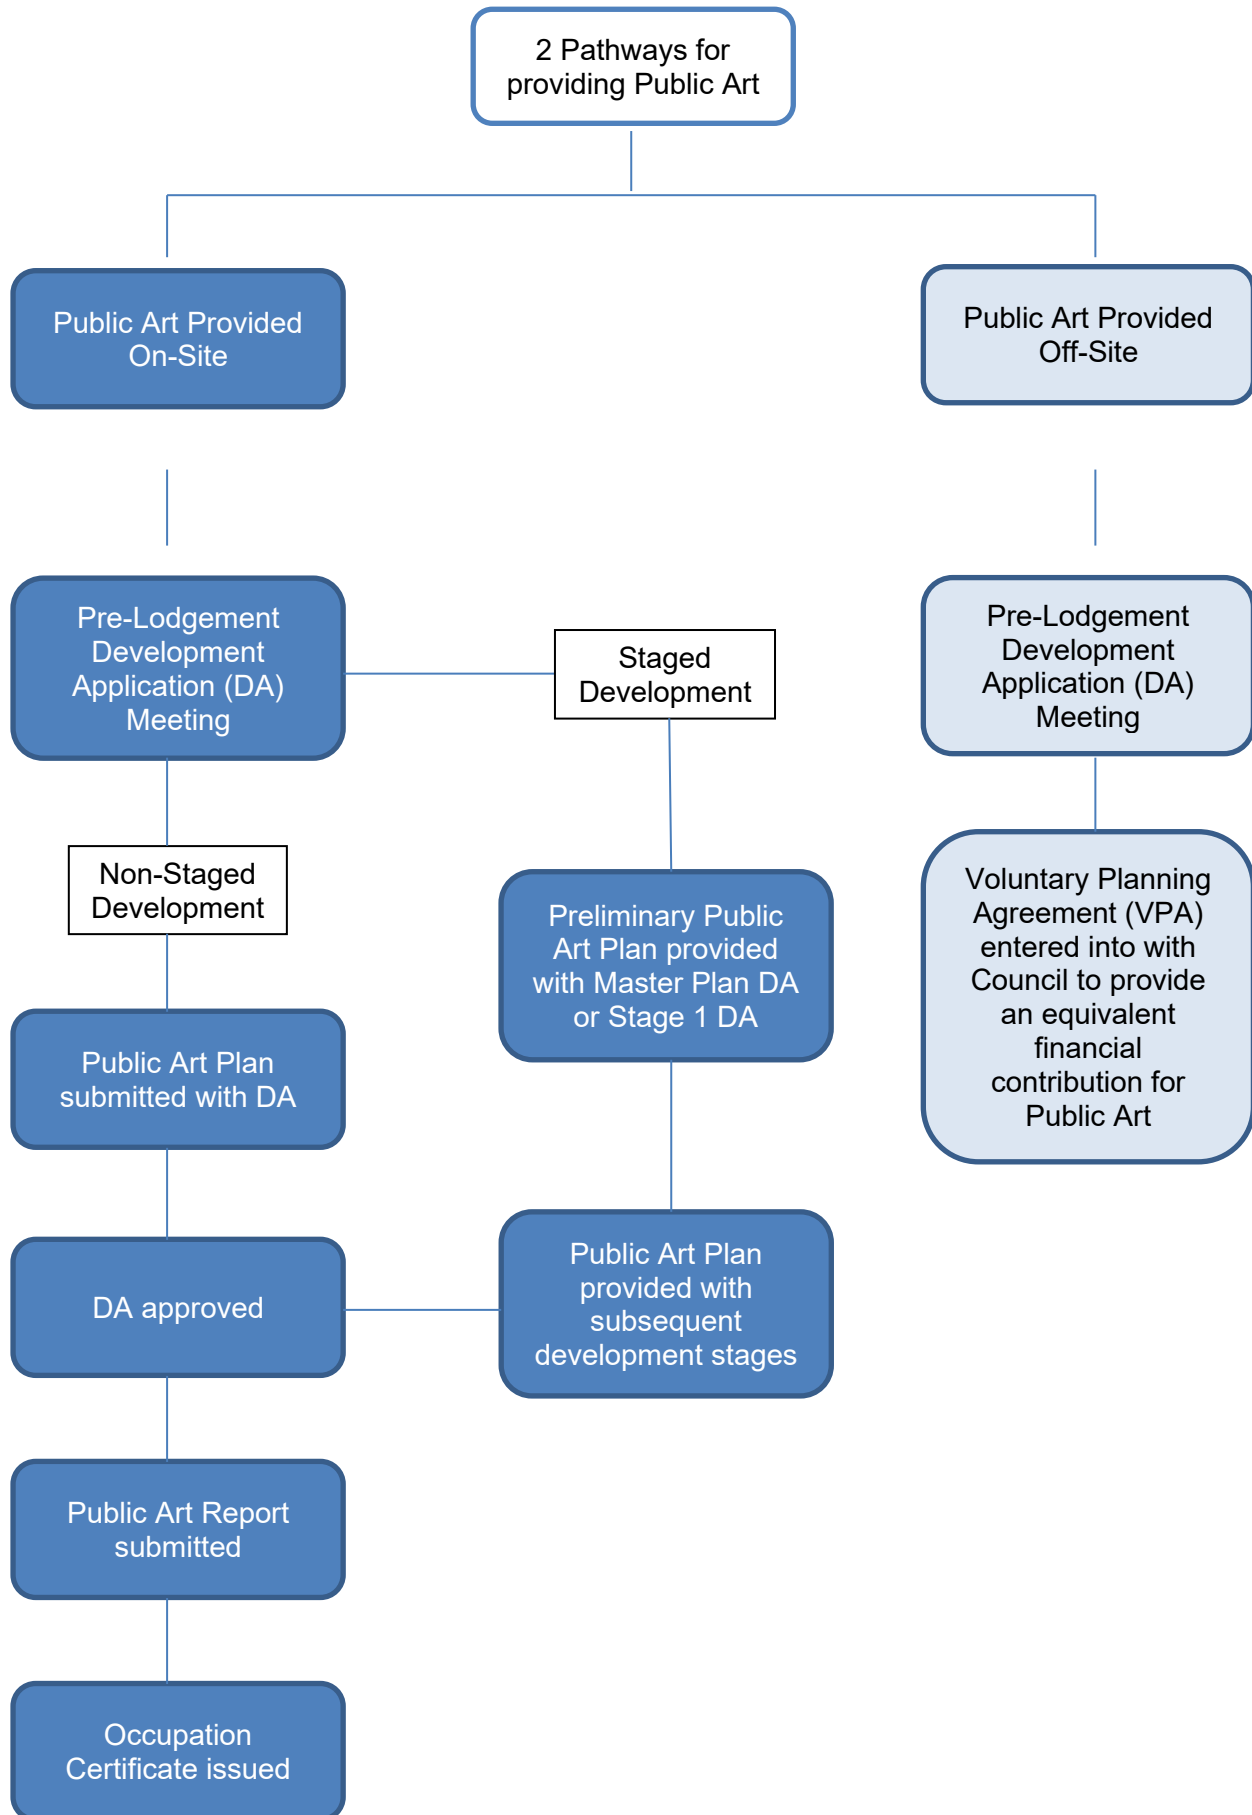 2 Pathways for
providing Public Art
Public Art Provided
On-Site
Public Art Provided
Off-Site
Pre-Lodgement
Development
Application (DA)
Meeting
Staged
Development
Pre-Lodgement
Development
Application (DA)
Meeting
Non-Staged
Development
Preliminary Public
Art Plan provided
with Master Plan DA
or Stage 1 DA
Voluntary Planning
Agreement (VPA)
entered into with
Council to provide
an equivalent
financial
contribution for
Public Art
Public Art Plan
submitted with DA
DA approved
Public Art Plan
provided with
subsequent
development stages
Public Art Report
submitted
Occupation
Certificate issued